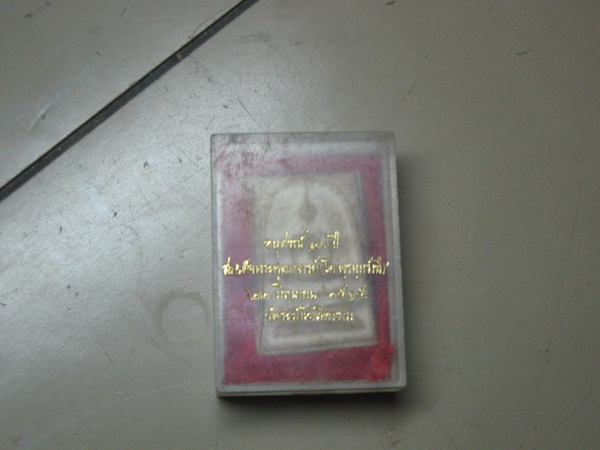 อนุสรณ์ ๑๐๐ ปี
สมเด็จพระพุฒาจารย์ (โต พฺรหฺมรํสี)
๒๒ มิถุนายน ๒๕๑๕
วัดระฆังโฆสิตาราม